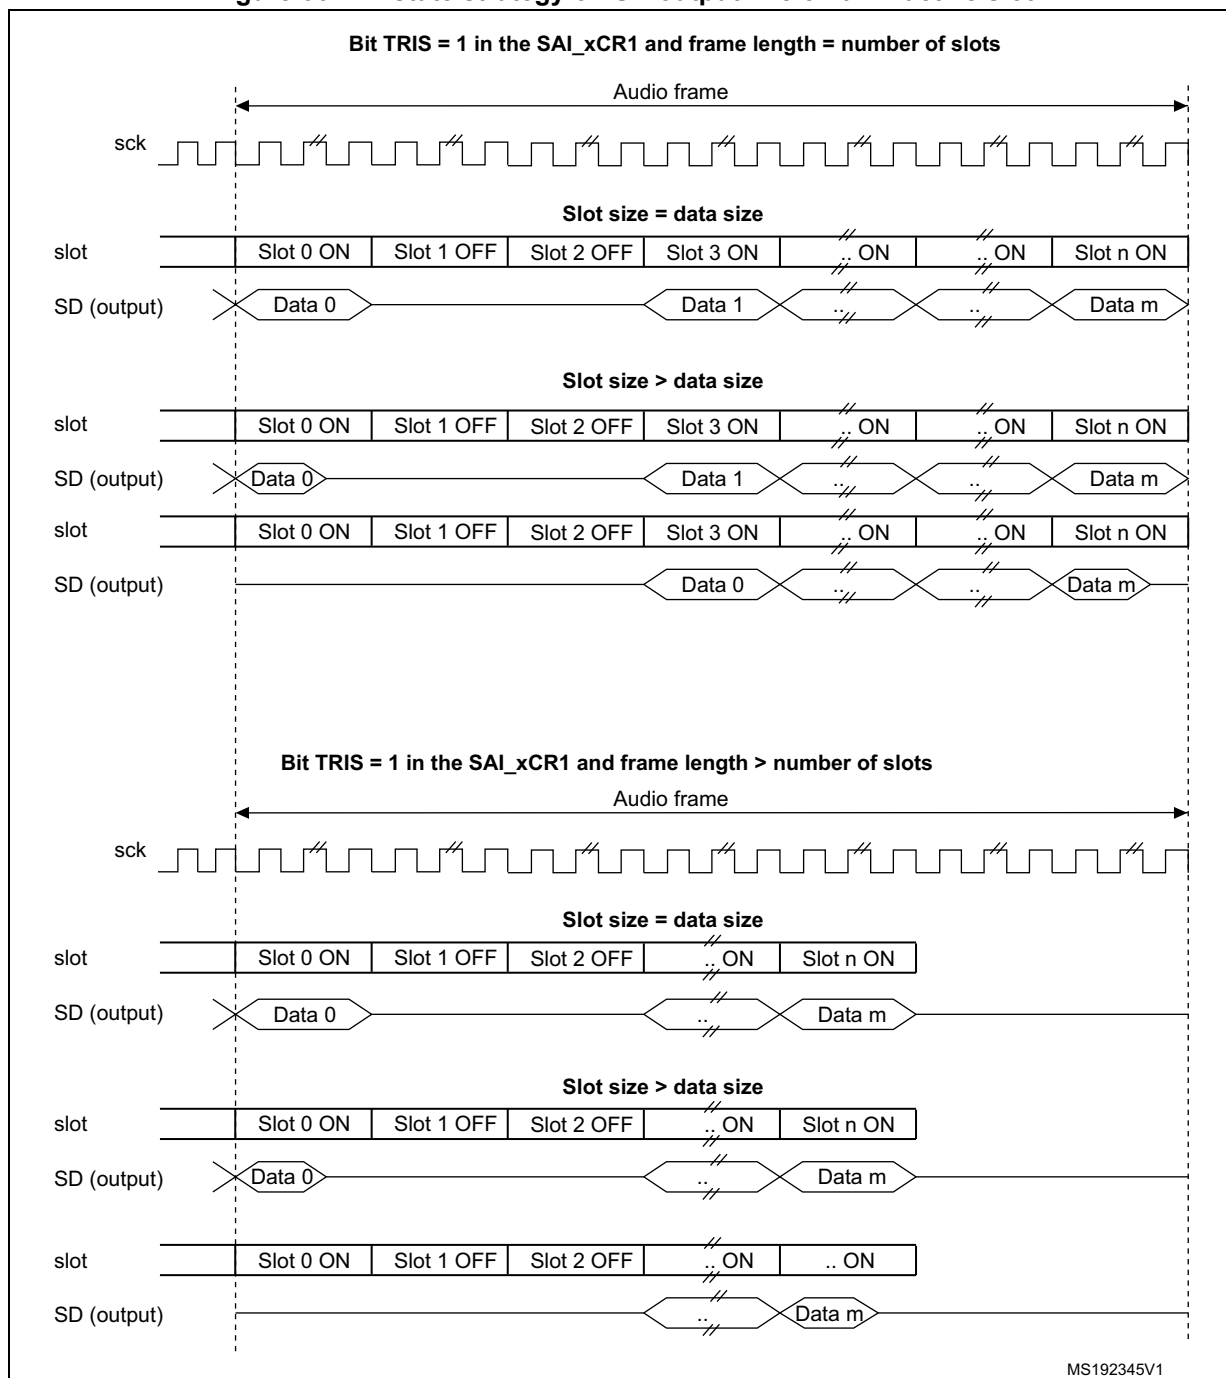 Bit TRIS = 1 in the SAI_xCR1 and frame length = number of slots
Audio frame
sck
Slot size = data size
slot Slot 0 ON Slot 1 OFF Slot 2 OFF Slot 3 ON .. ON .. ON Slot n ON
SD (output) Data 0 Data 1 .. .. Data m
Slot size > data size
slot Slot 0 ON Slot 1 OFF Slot 2 OFF Slot 3 ON .. ON .. ON Slot n ON
SD (output) Data 0 Data 1 .. .. Data m
slot Slot 0 ON Slot 1 OFF Slot 2 OFF Slot 3 ON .. ON .. ON Slot n ON
SD (output) Data 0 .. .. Data m
Bit TRIS = 1 in the SAI_xCR1 and frame length > number of slots
Audio frame
sck
Slot size = data size
slot Slot 0 ON Slot 1 OFF Slot 2 OFF .. ON Slot n ON
SD (output) Data 0 .. Data m
Slot size > data size
slot Slot 0 ON Slot 1 OFF Slot 2 OFF .. ON Slot n ON
SD (output) Data 0 .. Data m
slot Slot 0 ON Slot 1 OFF Slot 2 OFF .. ON .. ON
SD (output) .. Data m
MS192345V1